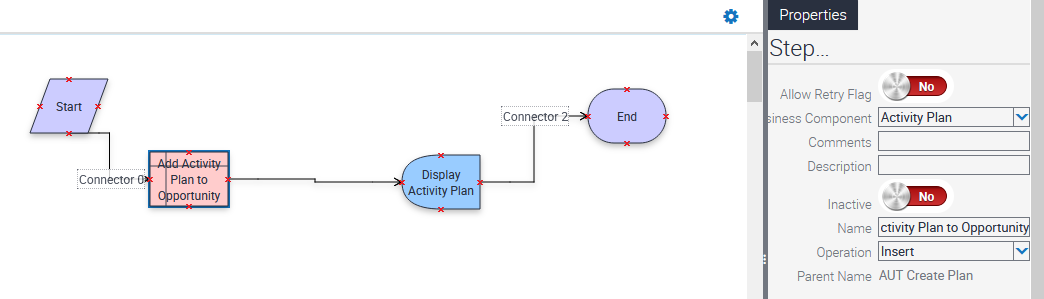 Properties
Step...
Start
Connector 0
Add Activity
Plan to
Opportunity
Display
Activity Plan
Connector 2
End
Allow Retry Flag
No
siness Component
Activity Plan
Comments
Description
Inactive
No
Name
ctivity Plan to Opportunity
Operation
Insert
Parent Name
AUT Create Plan